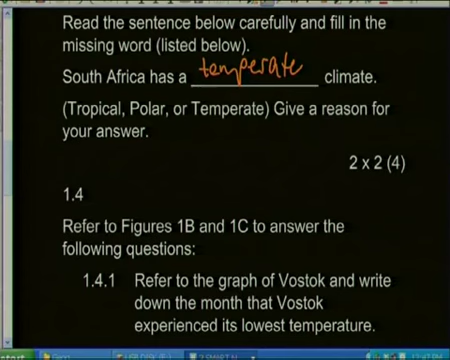 Read the sentence below carefully and fill in the
missing word (listed below).
South Africa has a temperate climate.
(Tropical, Polar, or Temperate) Give a reason for
your answer.
2 x 2 (4)
1.4
Refer to Figures 1B and 1C to answer the
following questions:
1.4.1 Refer to the graph of Vostok and write
down the month that Vostok
experienced its lowest temperature.